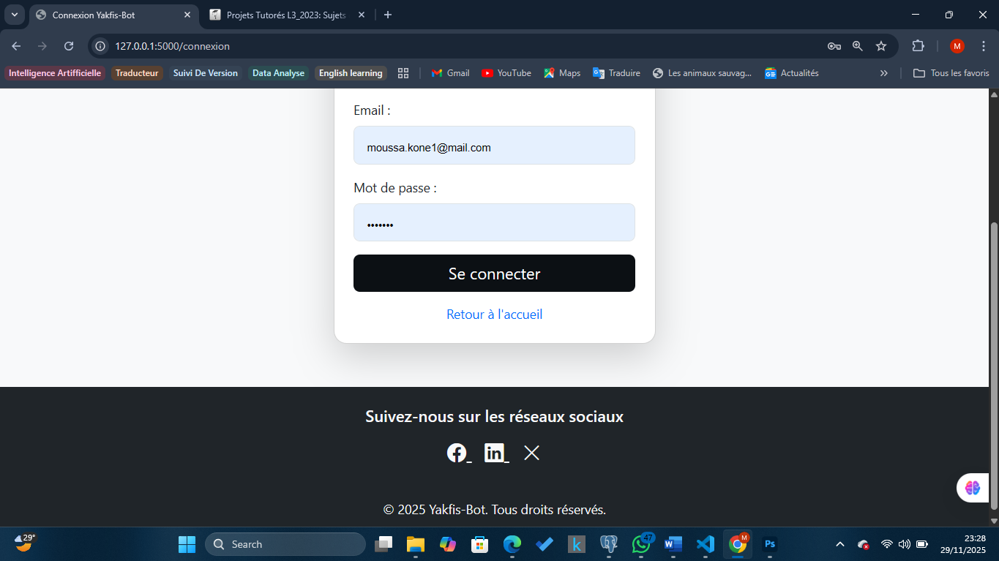 Connexion Yakfis-Bot
Projets Tutorés L3_2023: Sujets
127.0.0.1:5000/connexion
M
Intelligence Artifficielle
Traducteur
Suivi De Version
Data Analyse
English learning
Gmail
YouTube
Maps
Traduire
Les animaux sauvag...
Actualités
Tous les favoris
Email :
moussa.kone1@mail.com
Mot de passe :
•••••••
Se connecter
Retour à l'accueil
Suivez-nous sur les réseaux sociaux
© 2025 Yakfis-Bot. Tous droits réservés.
29°
Search
47
M
Ps
23:28
29/11/2025